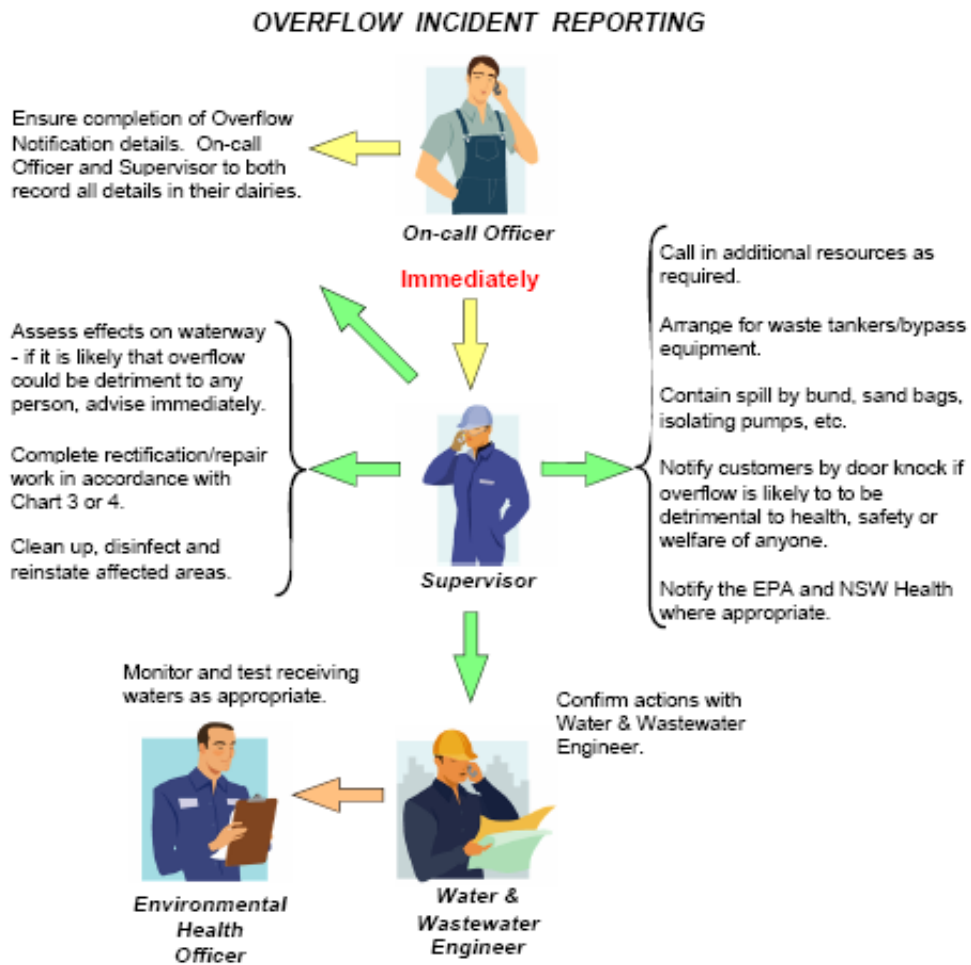 OVERFLOW INCIDENT REPORTING
Ensure completion of Overflow
Notification details. On-call
Officer and Supervisor to both
record all details in their dairies.
On-call Officer
Immediately
Call in additional resources as
required.
Arrange for waste tankers/bypass
equipment.
Contain spill by bund, sand bags,
isolating pumps, etc.
Notify customers by door knock if
overflow is likely to to be
detrimental to health, safety or
welfare of anyone.
Notify the EPA and NSW Health
where appropriate.
Assess effects on waterway
- if it is likely that overflow
could be detriment to any
person, advise immediately.
Complete rectification/repair
work in accordance with
Chart 3 or 4.
Clean up, disinfect and
reinstate affected areas.
Supervisor
Monitor and test receiving
waters as appropriate.
Confirm actions with
Water & Wastewater
Engineer.
Environmental
Health
Officer
Water &
Wastewater
Engineer